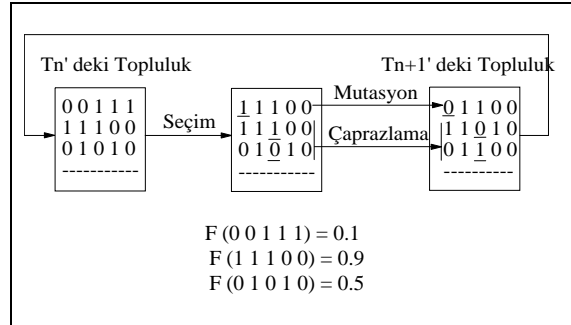 Tn' deki Topluluk
0 0 1 1 1
1 1 1 0 0
0 1 0 1 0
-----------
Seçim
1 1 1 0 0
1 1 1 0 0
0 1 0 1 0
-----------
Mutasyon
Çaprazlama
Tn+1' deki Topluluk
0 1 1 0 0
1 1 0 1 0
0 1 1 0 0
-----------
F (0 0 1 1 1) = 0.1
F (1 1 1 0 0) = 0.9
F (0 1 0 1 0) = 0.5